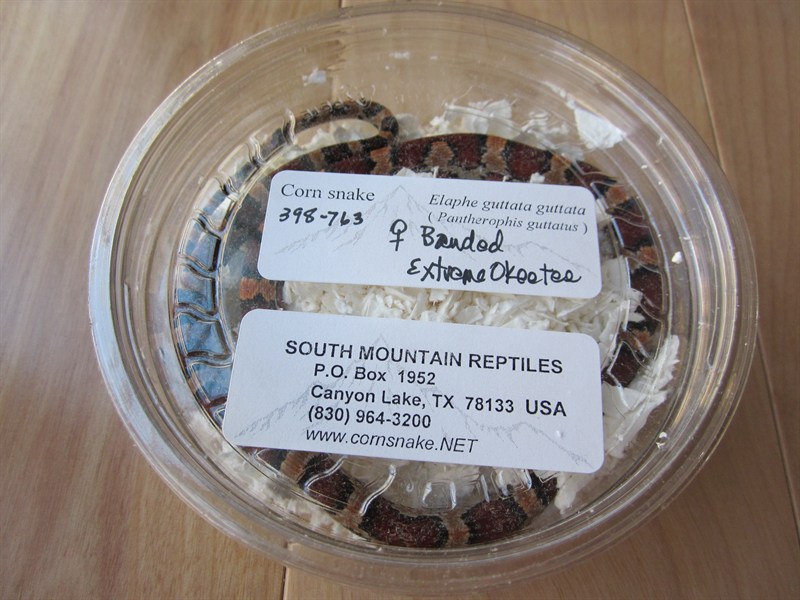 Corn snake
Elaphe guttata guttata
398-763
( Pantherophis guttatus )
♀ Banded
Extreme Okeetee
SOUTH MOUNTAIN REPTILES
P.O. Box 1952
Canyon Lake, TX 78133 USA
(830) 964-3200
www.cornsnake.NET